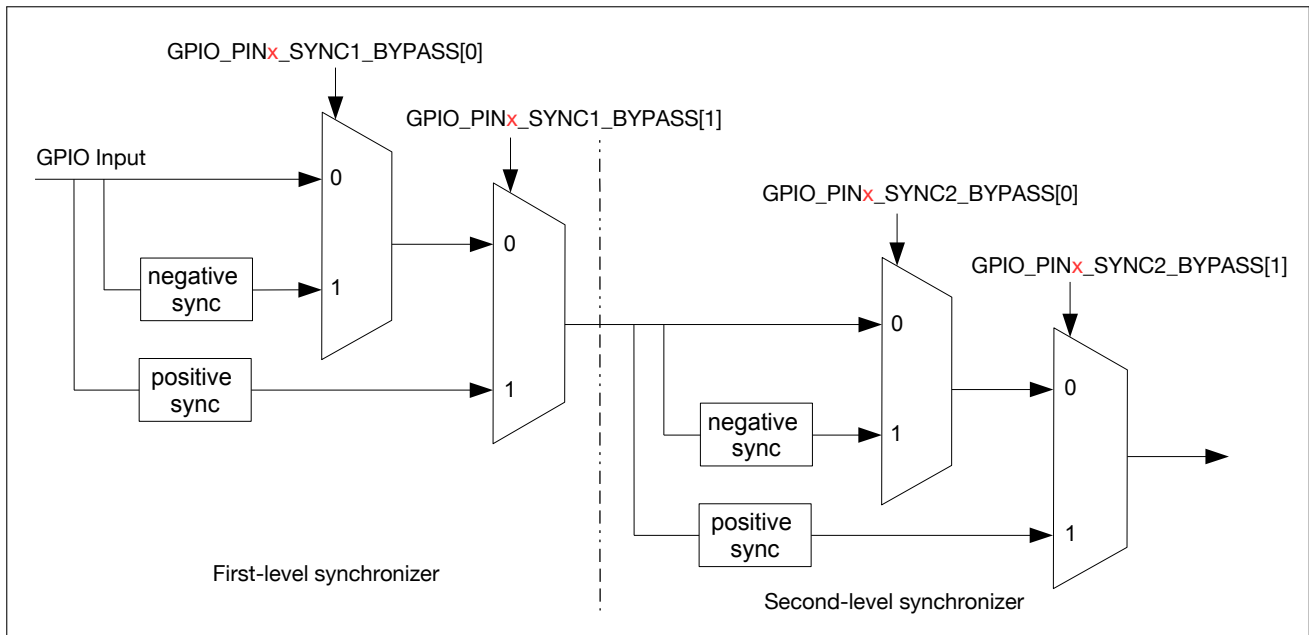 GPIO_PINx_SYNC1_BYPASS[0]
GPIO_PINx_SYNC1_BYPASS[1]
GPIO Input
0
negative
sync
1
0
positive
sync
1
First-level synchronizer
GPIO_PINx_SYNC2_BYPASS[0]
GPIO_PINx_SYNC2_BYPASS[1]
0
negative
sync
1
0
positive
sync
1
Second-level synchronizer